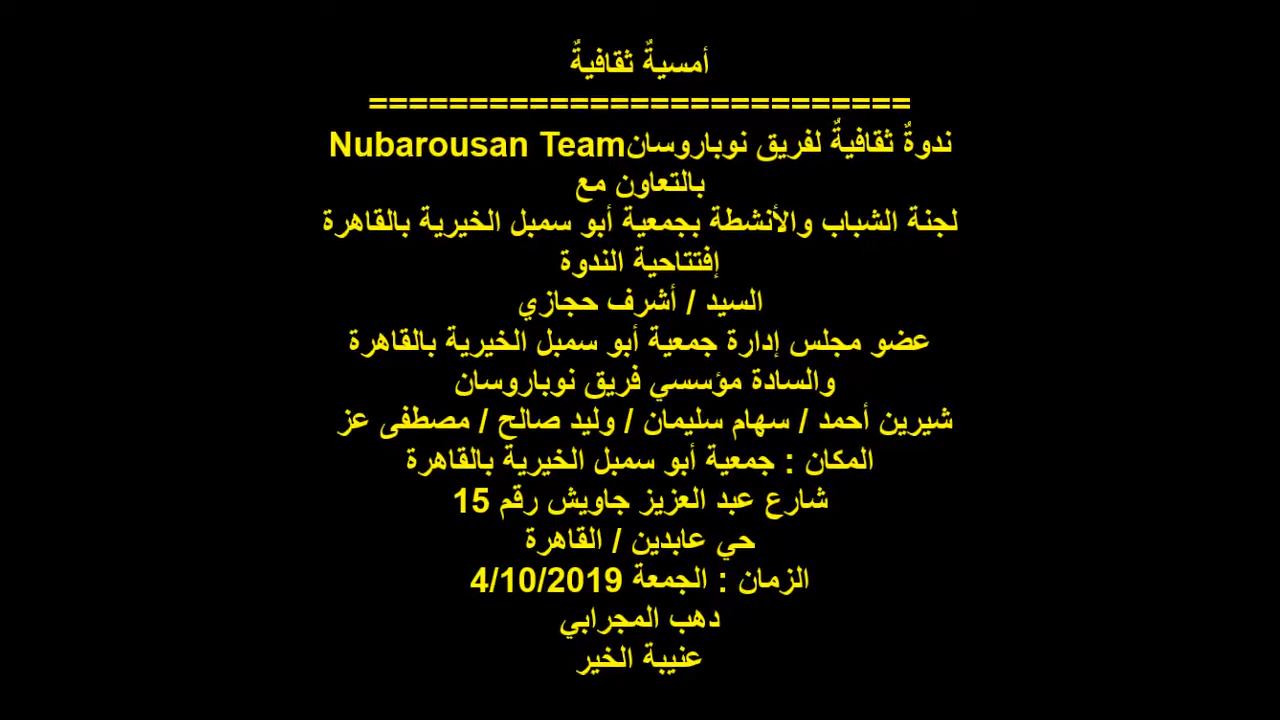 أمسيةٌ ثقافيةٌ
===========================
ندوةٌ ثقافيةٌ لفريق نوباروسانNubarousan Team
بالتعاون مع
لجنة الشباب والأنشطة بجمعية أبو سمبل الخيرية بالقاهرة
إفتتاحية الندوة
السيد / أشرف حجازي
عضو مجلس إدارة جمعية أبو سمبل الخيرية بالقاهرة
والسادة مؤسسي فريق نوباروسان
شيرين أحمد / سهام سليمان / وليد صالح / مصطفى عز
المكان : جمعية أبو سمبل الخيرية بالقاهرة
شارع عبد العزيز جاويش رقم 15
حي عابدين / القاهرة
الزمان : الجمعة 4/10/2019
دهب المجرابي
عنيبة الخير